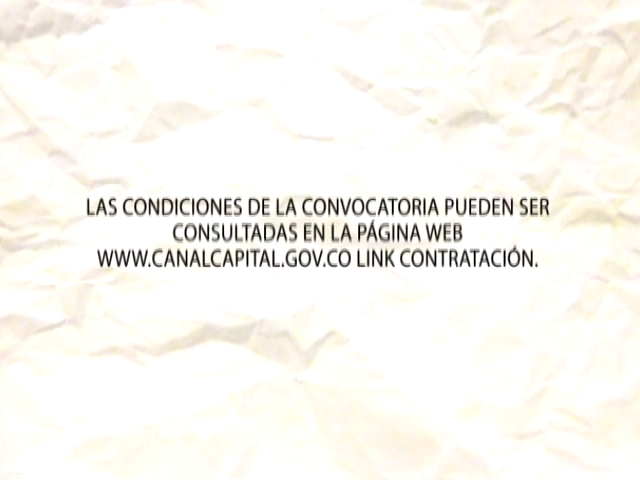 LAS CONDICIONES DE LA CONVOCATORIA PUEDEN SER
CONSULTADAS EN LA PÁGINA WEB
WWW.CANALCAPITAL.GOV.CO LINK CONTRATACIÓN.